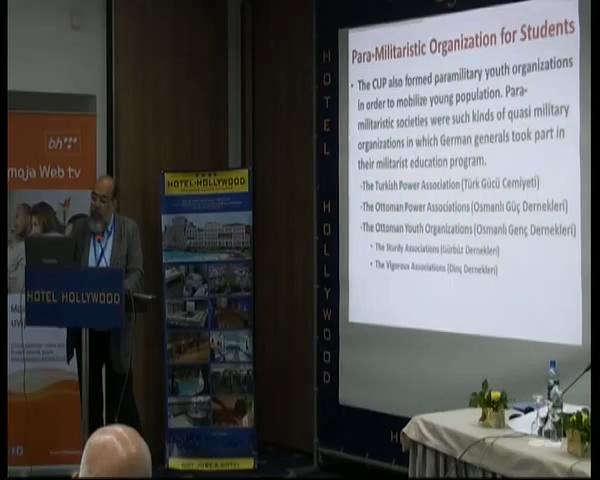 Para-Militaristic Organization for Students
• The CUP also formed paramilitary youth organizations
in order to mobilize young population. Para-
militaristic societies were such kinds of quasi military
organizations in which German generals took part in
their militarist education program.
-The Turkish Power Association (Türk Gücü Cemiyeti)
-The Ottoman Power Associations (Osmanlı Güç Dernekleri)
-The Ottoman Youth Organizations (Osmanlı Genç Dernekleri)
• The Sturdy Associations (Gürbüz Dernekleri)
• The Vigorous Associations (Dinç Dernekleri)
HOTEL HOLLYWOOD
bh
moja Web tv
HOTEL-HOLLYWOOD
HOTEL HOLLYWOOD
NOT JUST A HOTEL